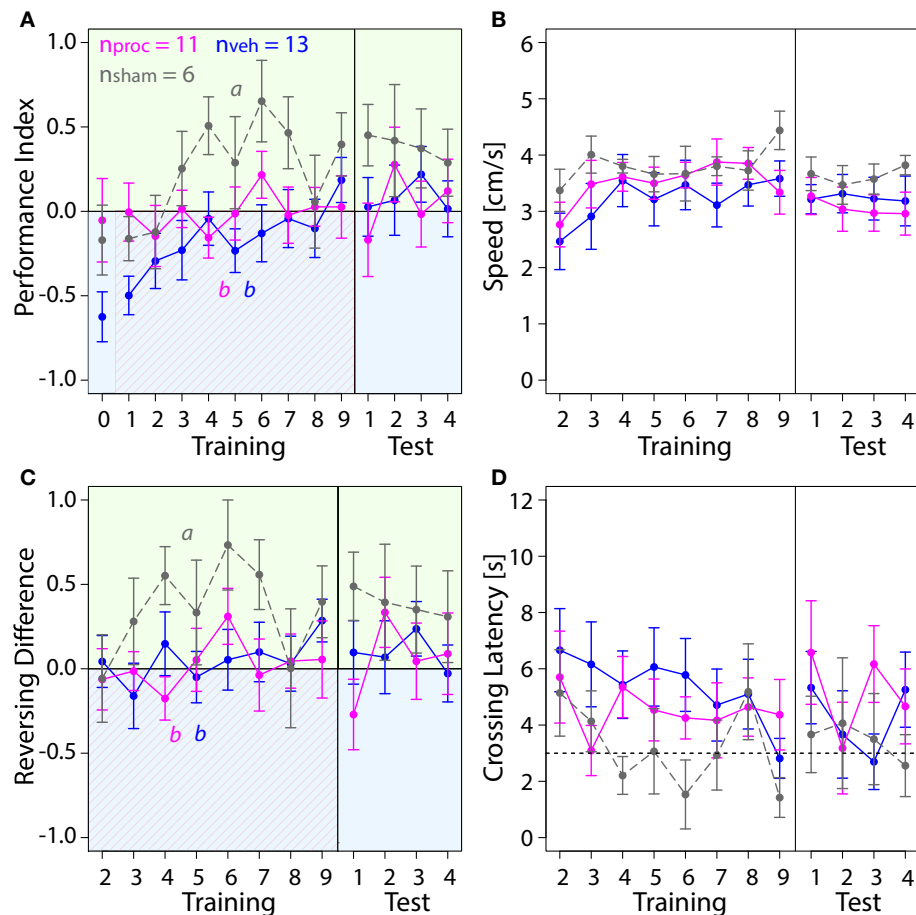 A
nproc = 11 nveh = 13
nsham = 6
a
b b
1.0
0.5
0.0
-0.5
-1.0
Performance Index
0 1 2 3 4 5 6 7 8 9 1 2 3 4
Training Test
B
6
5
4
3
2
1
0
Speed [cm/s]
2 3 4 5 6 7 8 9 1 2 3 4
Training Test
C
a
b b
1.0
0.5
0.0
-0.5
-1.0
Reversing Difference
2 3 4 5 6 7 8 9 1 2 3 4
Training Test
D
12
10
8
6
4
2
0
Crossing Latency [s]
2 3 4 5 6 7 8 9 1 2 3 4
Training Test